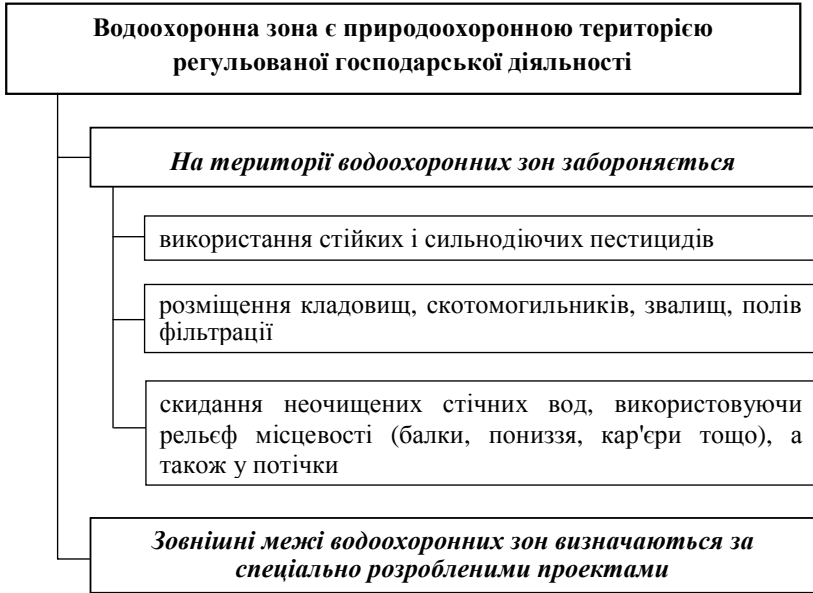 Водоохоронна зона є природоохоронною територією
регульованої господарської діяльності
На території водоохоронних зон забороняється
використання стійких і сильнодіючих пестицидів
розміщення кладовищ, скотомогильників, звалищ, полів
фільтрації
скидання неочищених стічних вод, використовуючи
рельєф місцевості (балки, пониззя, кар'єри тощо), а
також у потічки
Зовнішні межі водоохоронних зон визначаються за
спеціально розробленими проектами